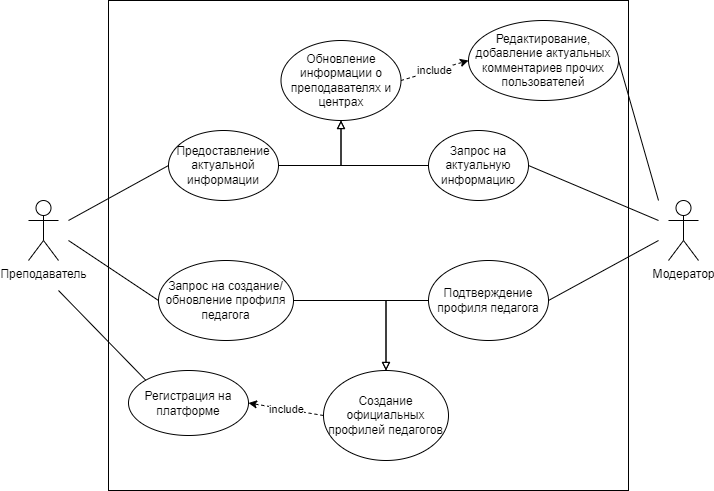 Обновление
информации о
преподавателях и
центрах
include
Редактирование,
добавление актуальных
комментариев прочих
пользователей
Предоставление
актуальной
информации
Запрос на
актуальную
информацию
Преподаватель
Модератор
Запрос на создание/
обновление профиля
педагога
Подтверждение
профиля педагога
Регистрация на
платформе
include
Создание
официальных
профилей педагогов